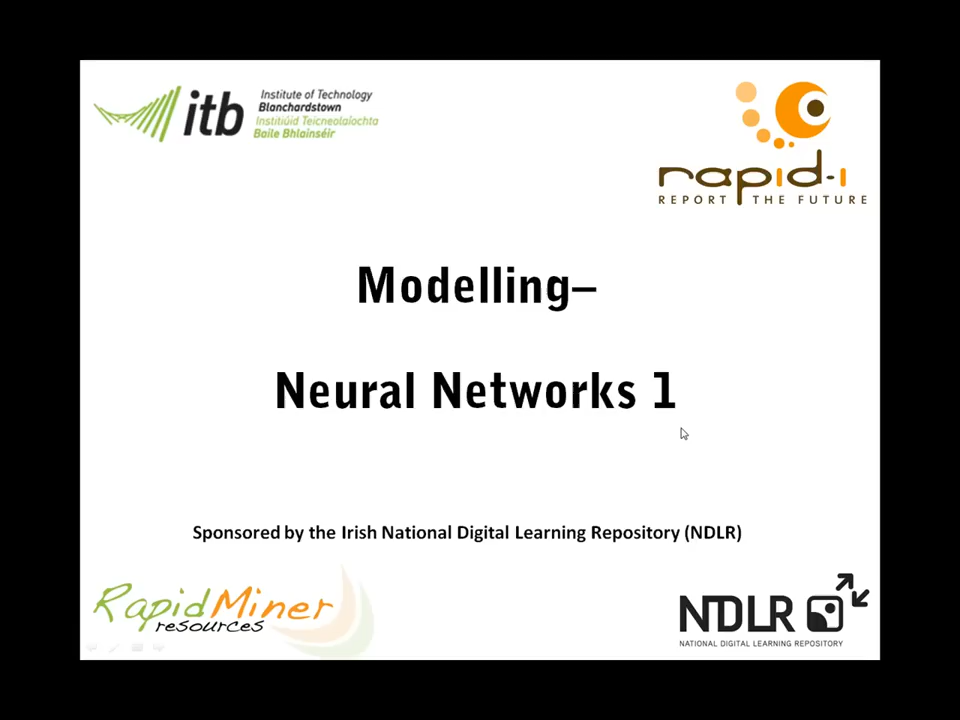 itb
Institute of Technology
Blanchardstown
Institiúid Teicneolaíochta
Baile Bhlainséir
rapid-i
REPORT THE FUTURE
Modelling–
Neural Networks 1
Sponsored by the Irish National Digital Learning Repository (NDLR)
RapidMiner
resources
NDLR
NATIONAL DIGITAL LEARNING REPOSITORY